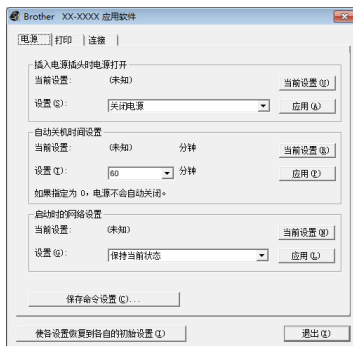 Brother XX-XXXX 应用软件
电源 打印 连接
插入电源插头时电源打开
当前设置: (未知) 当前设置(U)
设置(S): 关闭电源 应用(A)
自动关机时间设置
当前设置: (未知) 分钟 当前设置(R)
设置(T): 60 分钟 应用(P)
如果指定为 0，电源不会自动关闭。
启动时的网络设置
当前设置: (未知) 当前设置(N)
设置(G): 保持当前状态 应用(L)
保存命令设置(C)...
使各设置恢复到各自的初始设置(I) 退出(X)